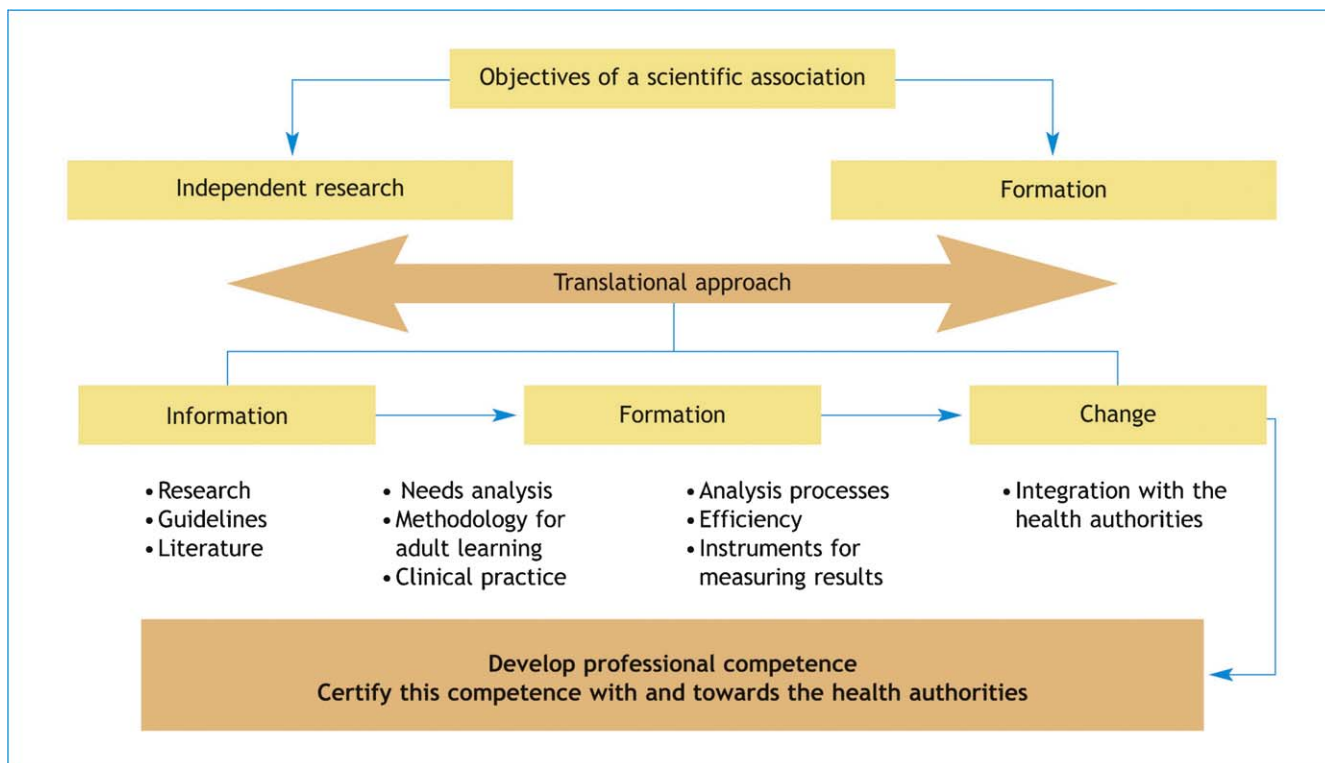 Objectives of a scientific association
Independent research
Formation
Translational approach
Information
Formation
Change
• Research
• Guidelines
• Literature
• Needs analysis
• Methodology for
adult learning
• Clinical practice
• Analysis processes
• Efficiency
• Instruments for
measuring results
• Integration with the
health authorities
Develop professional competence
Certify this competence with and towards the health authorities